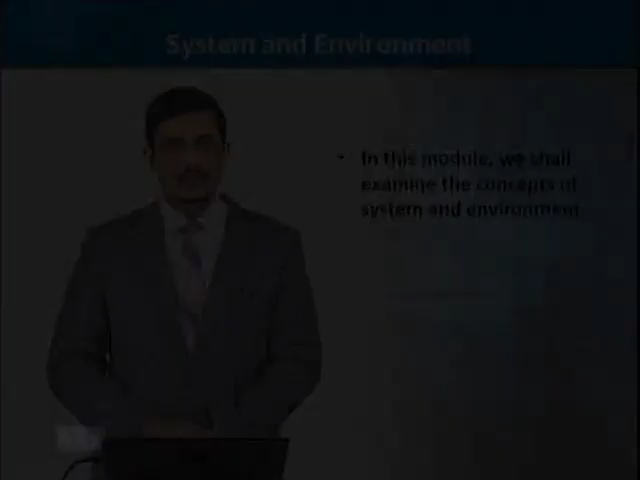 System and Environment
• In this module, we shall
examine the concepts of
system and environment